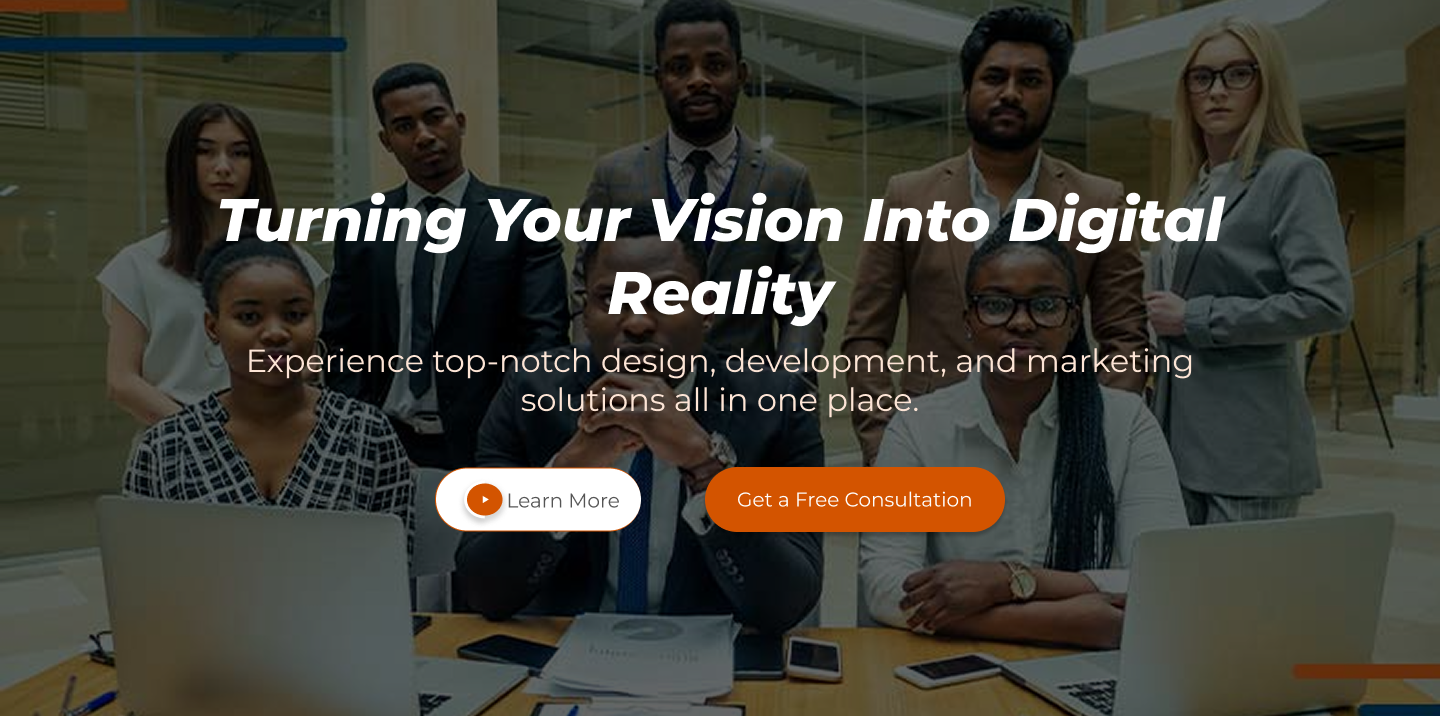 Turning Your Vision Into Digital
Reality
Experience top-notch design, development, and marketing
solutions all in one place.
Learn More
Get a Free Consultation